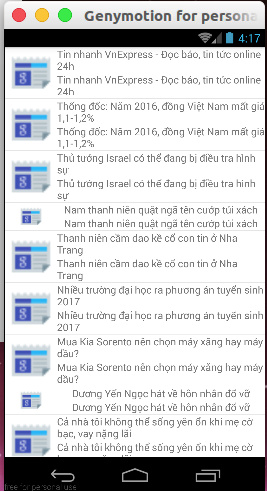 Genymotion for persona
4:17
Tin nhanh VnExpress - Đọc báo, tin tức online
24h
Tin nhanh VnExpress - Đọc báo, tin tức online
24h
Thống đốc: Năm 2016, đồng Việt Nam mất giá
1,1-1,2%
Thống đốc: Năm 2016, đồng Việt Nam mất giá
1,1-1,2%
Thủ tướng Israel có thể đang bị điều tra hình
sự
Thủ tướng Israel có thể đang bị điều tra hình
sự
Nam thanh niên quật ngã tên cướp túi xách
Nam thanh niên quật ngã tên cướp túi xách
Thanh niên cầm dao kề cổ con tin ở Nha
Trang
Thanh niên cầm dao kề cổ con tin ở Nha
Trang
Nhiều trường đại học ra phương án tuyển sinh
2017
Nhiều trường đại học ra phương án tuyển sinh
2017
Mua Kia Sorento nên chọn máy xăng hay máy
dầu?
Mua Kia Sorento nên chọn máy xăng hay máy
dầu?
Dương Yến Ngọc hát về hôn nhân đổ vỡ
Dương Yến Ngọc hát về hôn nhân đổ vỡ
Cả nhà tôi không thể sống yên ổn khi mẹ cờ
bạc, vay nặng lãi
Cả nhà tôi không thể sống yên ổn khi mẹ cờ
bạc, vay nặng lãi
free for personal use